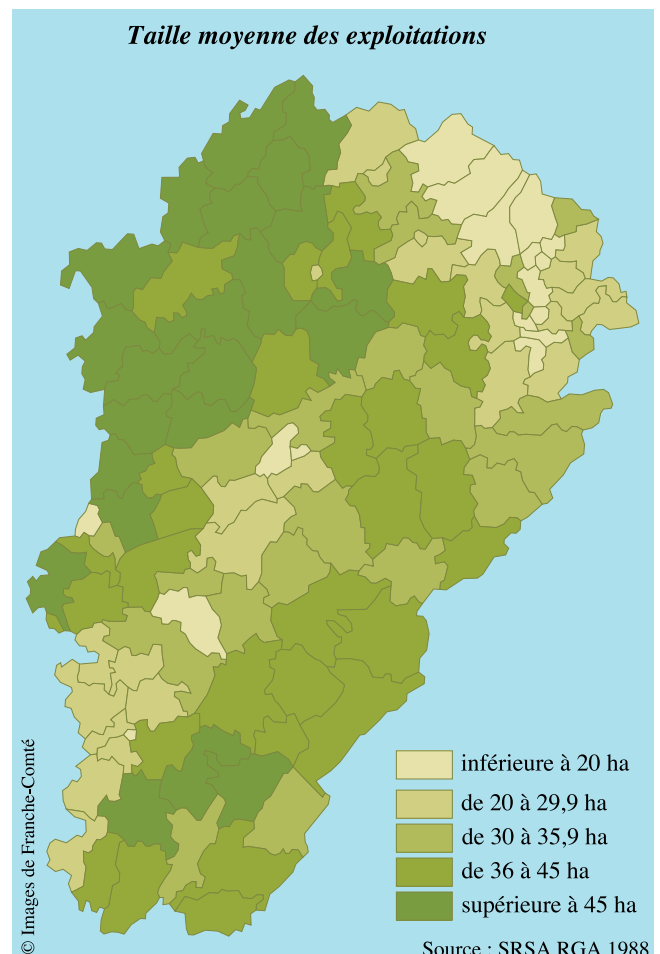 Taille moyenne des exploitations
inférieure à 20 ha
de 20 à 29,9 ha
de 30 à 35,9 ha
de 36 à 45 ha
supérieure à 45 ha
© Images de Franche-Comté
Source : SRSA RGA 1988